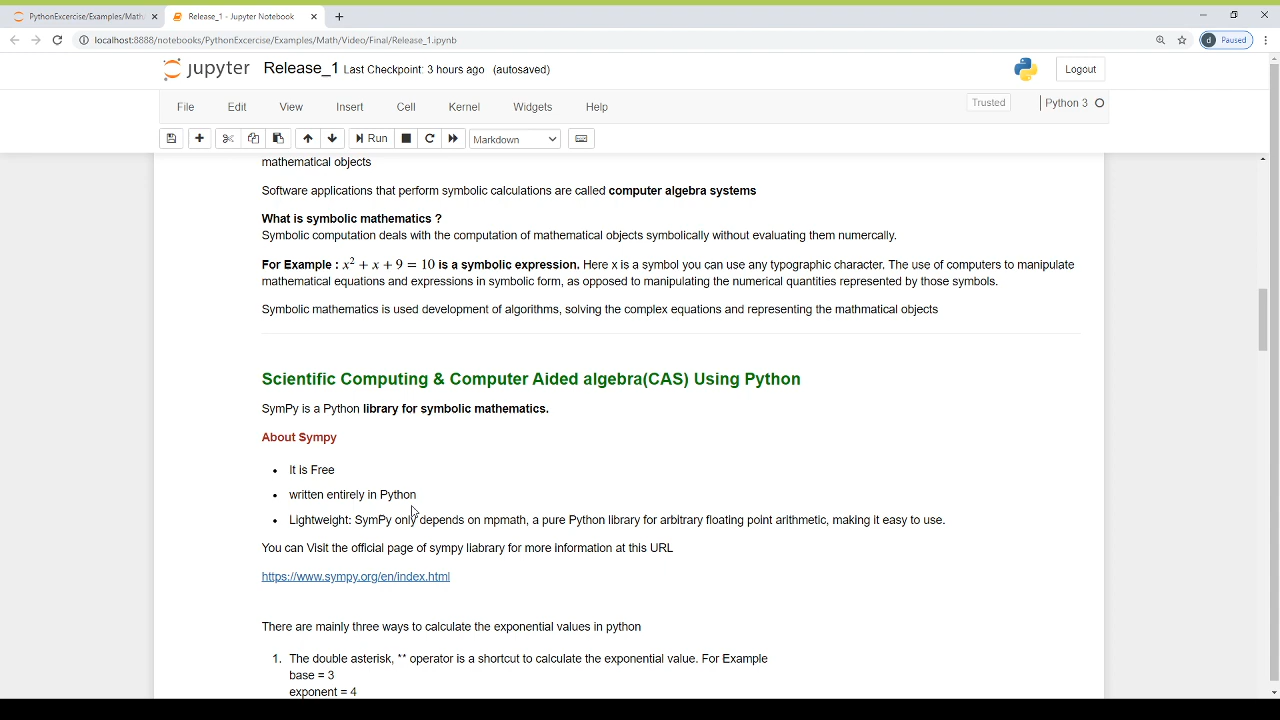 PythonExcercise/Examples/Math
Release_1 - Jupyter Notebook
localhost:8888/notebooks/PythonExcercise/Examples/Math/Video/Final/Release_1.ipynb
d Paused
jupyter Release_1 Last Checkpoint: 3 hours ago (autosaved)
Logout
File Edit View Insert Cell Kernel Widgets Help
Trusted Python 3
Run Markdown
mathematical objects
Software applications that perform symbolic calculations are called computer algebra systems
What is symbolic mathematics ?
Symbolic computation deals with the computation of mathematical objects symbolically without evaluating them numercally.
For Example : x² + x + 9 = 10 is a symbolic expression. Here x is a symbol you can use any typographic character. The use of computers to manipulate
mathematical equations and expressions in symbolic form, as opposed to manipulating the numerical quantities represented by those symbols.
Symbolic mathematics is used development of algorithms, solving the complex equations and representing the mathmatical objects
Scientific Computing & Computer Aided algebra(CAS) Using Python
SymPy is a Python library for symbolic mathematics.
About Sympy
• It is Free
• written entirely in Python
• Lightweight: SymPy only depends on mpmath, a pure Python library for arbitrary floating point arithmetic, making it easy to use.
You can Visit the official page of sympy llabrary for more information at this URL
https://www.sympy.org/en/index.html
There are mainly three ways to calculate the exponential values in python
1. The double asterisk, ** operator is a shortcut to calculate the exponential value. For Example
base = 3
exponent = 4